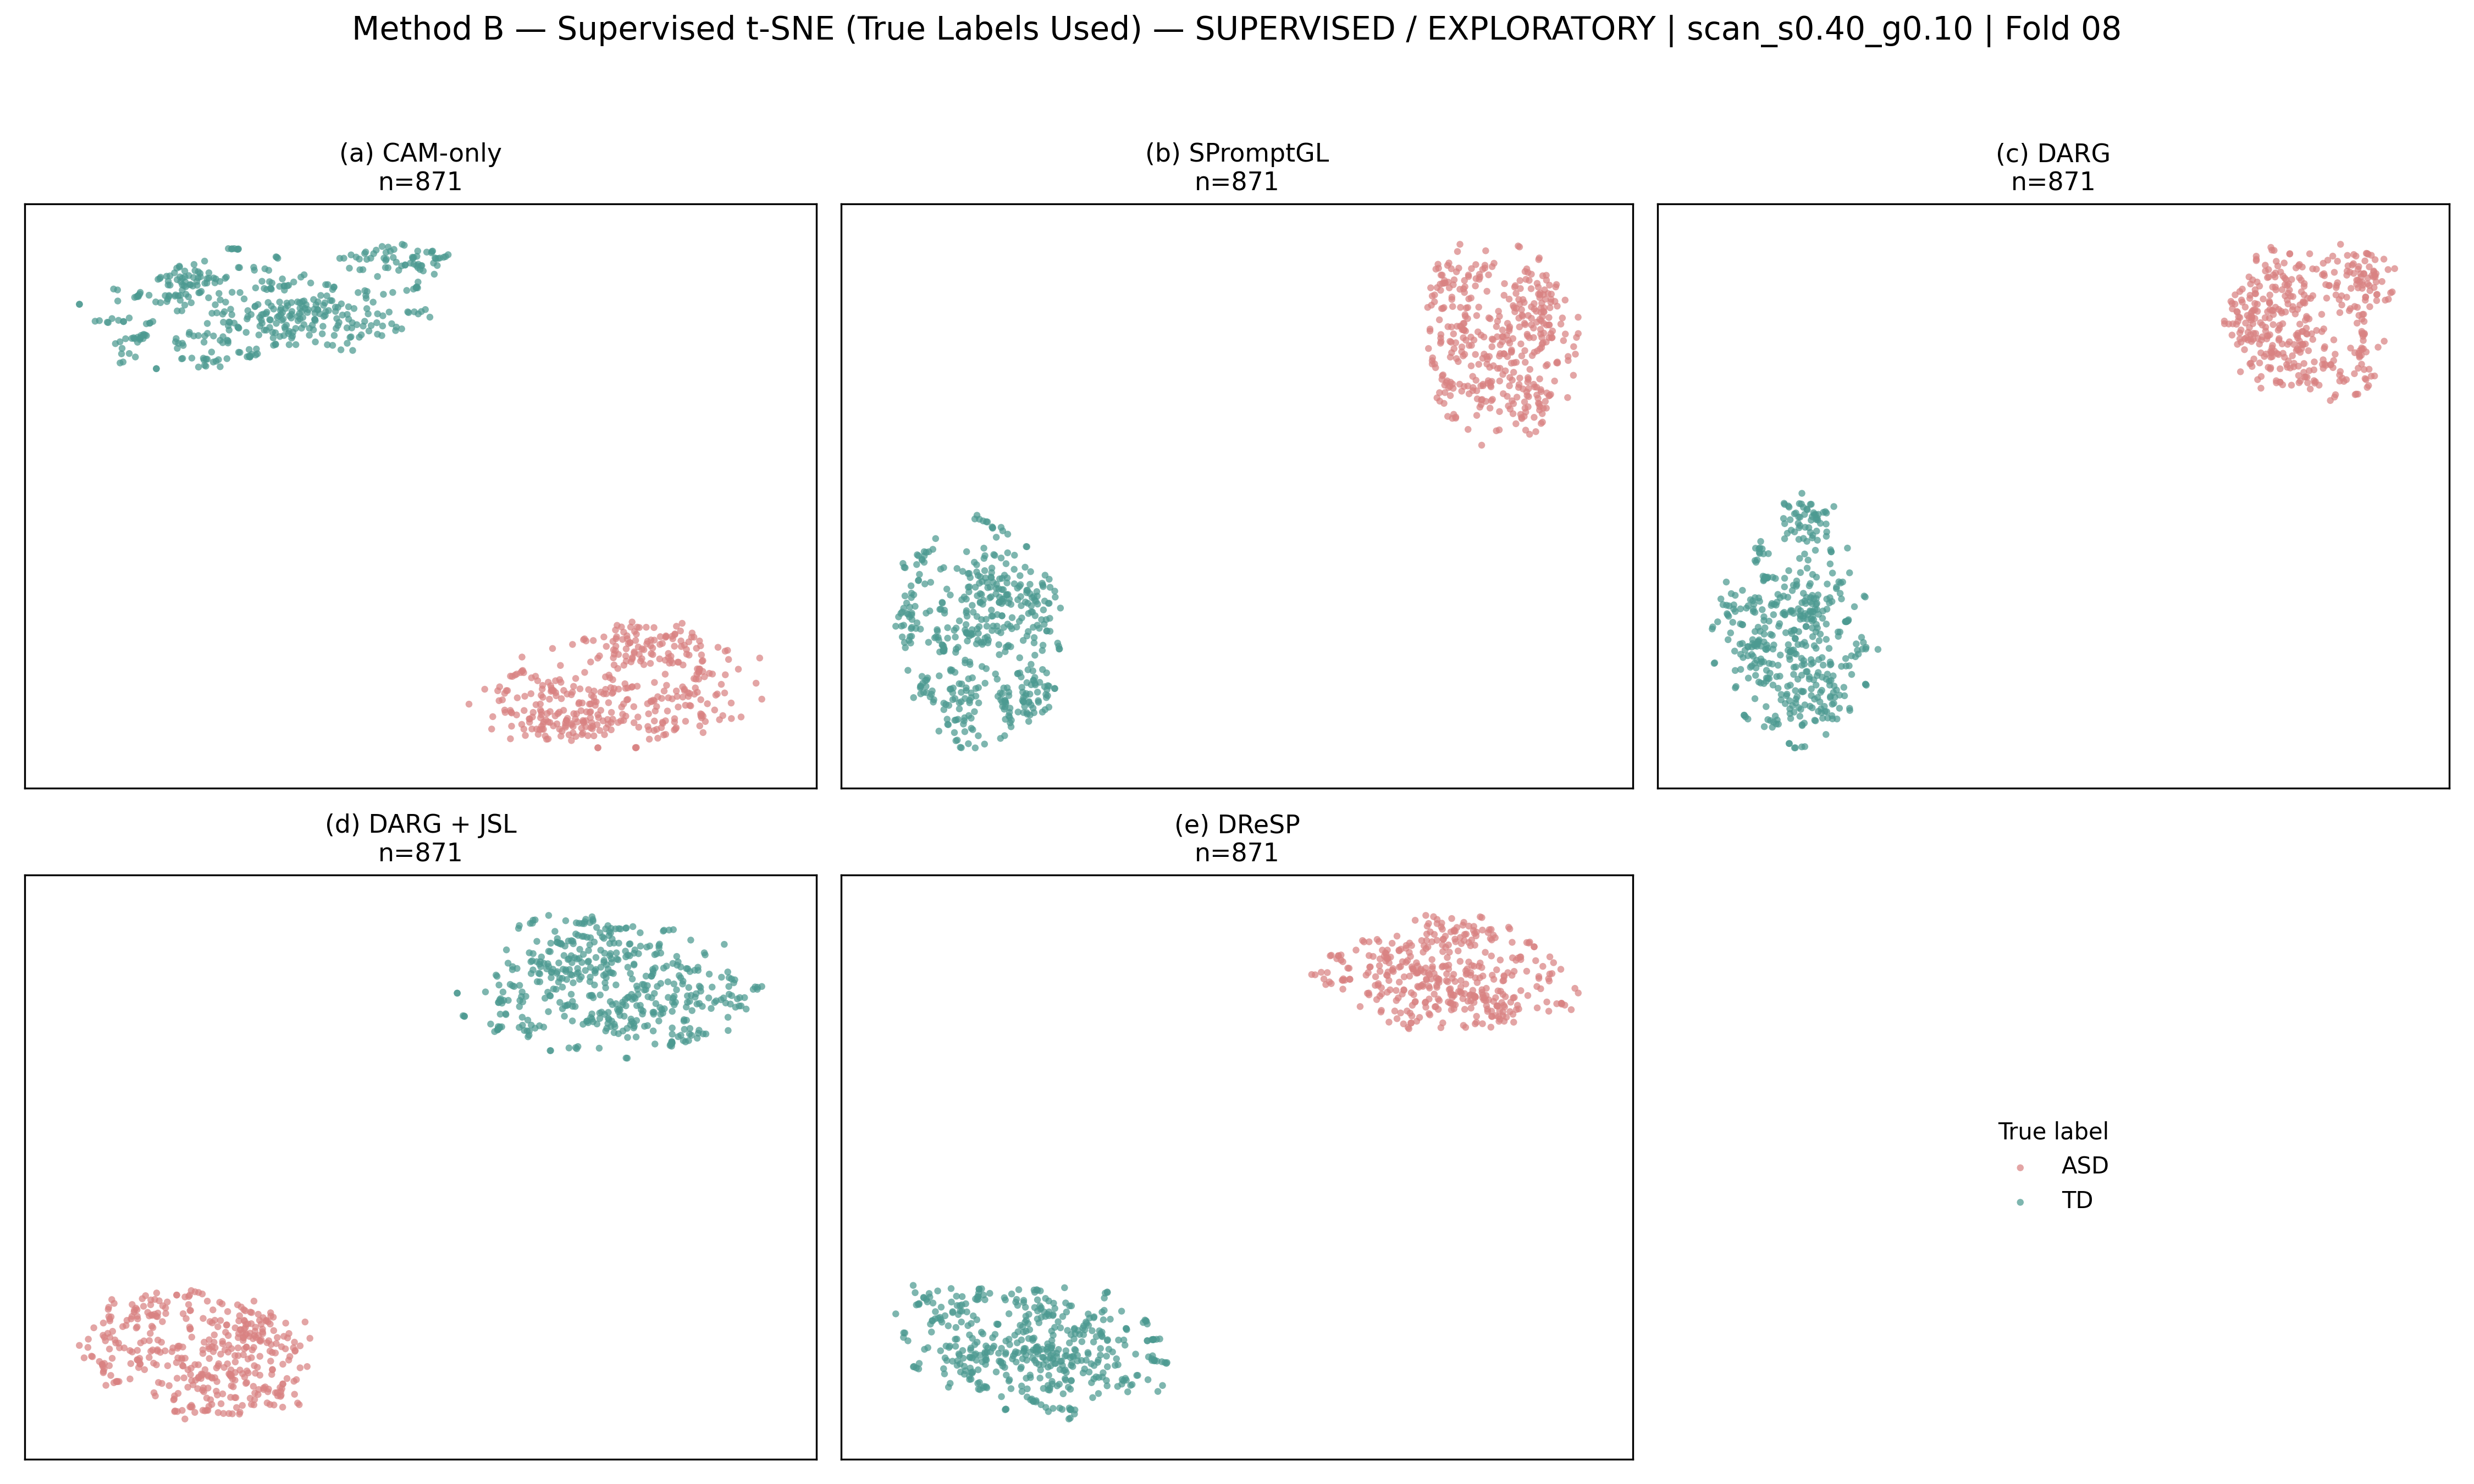 Method B — Supervised t-SNE (True Labels Used) — SUPERVISED / EXPLORATORY | scan_s0.40_g0.10 | Fold 08
(a) CAM-only
n=871
(b) SPromptGL
n=871
(c) DARG
n=871
(d) DARG + JSL
n=871
(e) DReSP
n=871
True label
ASD
TD